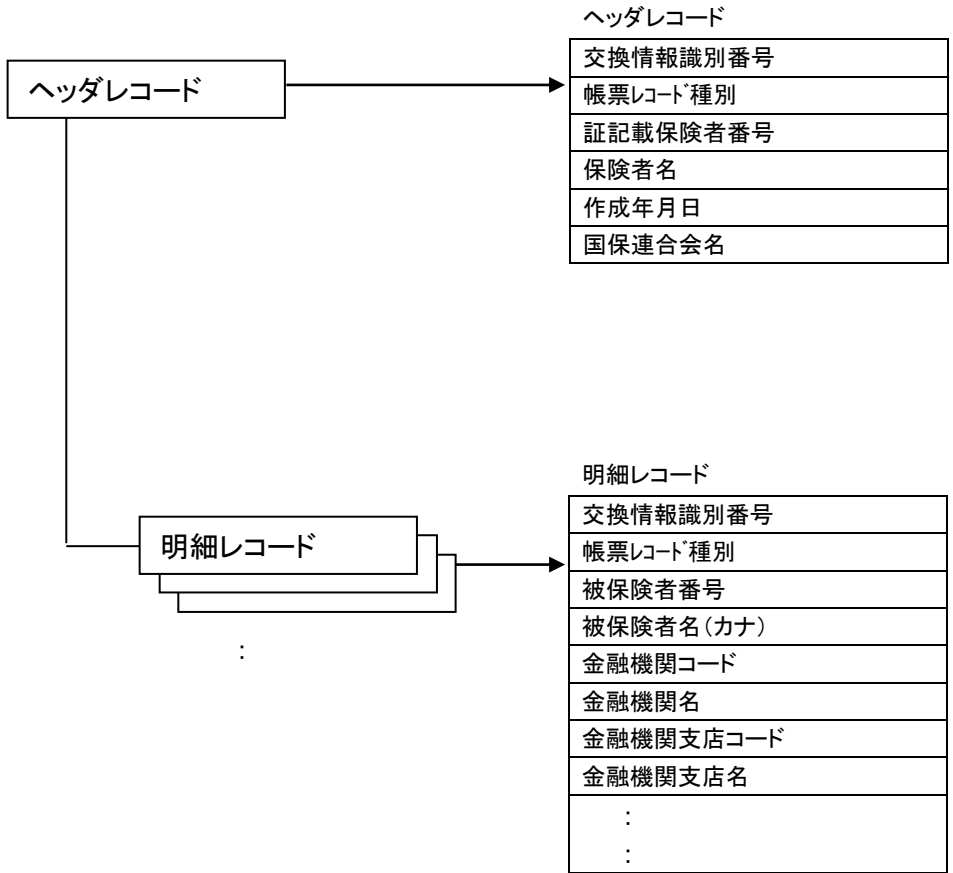 ヘッダレコード
ヘッダレコード
交換情報識別番号
帳票ﾚｺｰﾄﾞ種別
証記載保険者番号
保険者名
作成年月日
国保連合会名
明細レコード
明細レコード
:
交換情報識別番号
帳票ﾚｺｰﾄﾞ種別
被保険者番号
被保険者名(カナ)
金融機関コード
金融機関名
金融機関支店コード
金融機関支店名
:
: